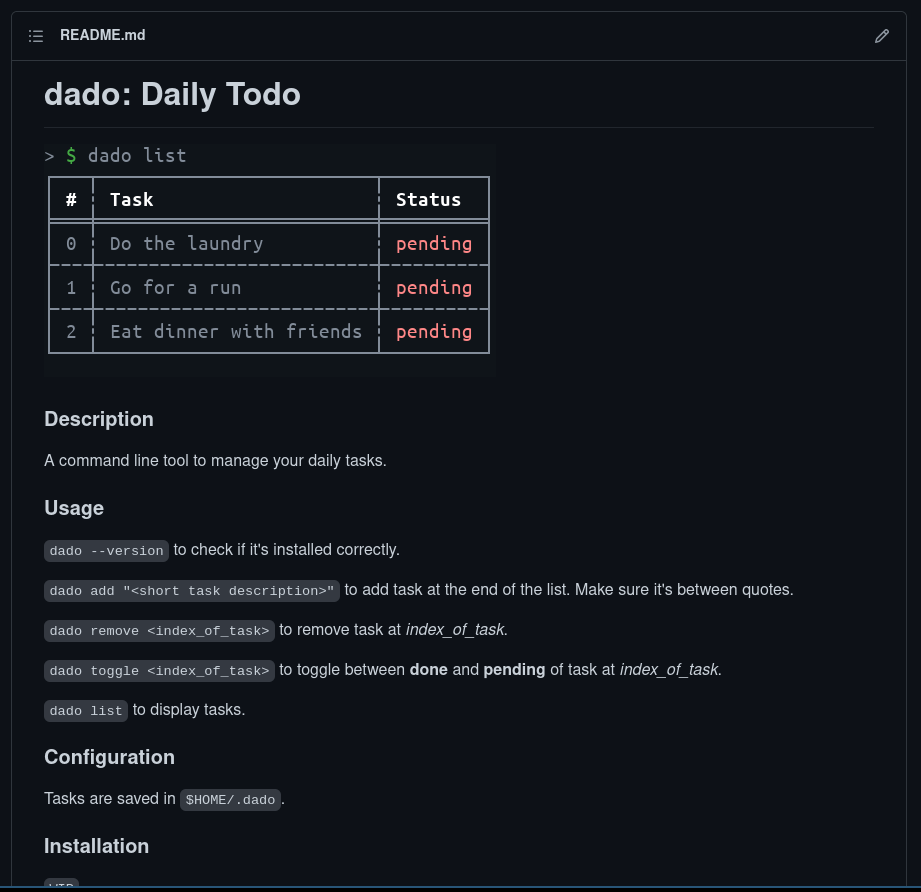 README.md
dado: Daily Todo
> $ dado list
# Task Status
0 Do the laundry pending
1 Go for a run pending
2 Eat dinner with friends pending
Description
A command line tool to manage your daily tasks.
Usage
dado --version to check if it's installed correctly.
dado add "<short task description>" to add task at the end of the list. Make sure it's between quotes.
dado remove <index_of_task> to remove task at index_of_task.
dado toggle <index_of_task> to toggle between done and pending of task at index_of_task.
dado list to display tasks.
Configuration
Tasks are saved in $HOME/.dado.
Installation
WIP